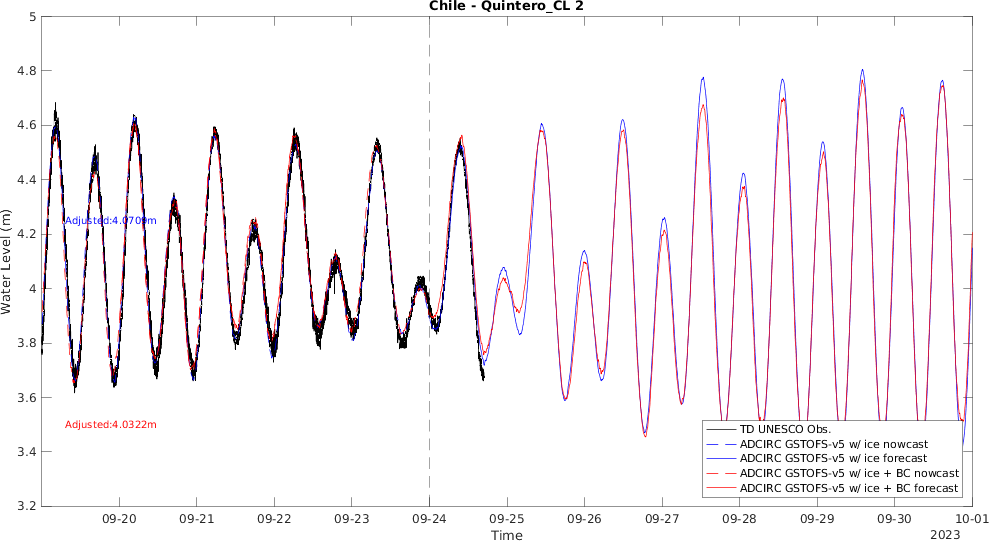 Chile - Quintero_CL 2
5
4.8
4.6
4.4
4.2
4
3.8
3.6
3.4
3.2
Water Level (m)
Adjusted:4.0709m
Adjusted:4.0322m
TD UNESCO Obs.
ADCIRC GSTOFS-v5 w/ ice nowcast
ADCIRC GSTOFS-v5 w/ ice forecast
ADCIRC GSTOFS-v5 w/ ice + BC nowcast
ADCIRC GSTOFS-v5 w/ ice + BC forecast
09-20 09-21 09-22 09-23 09-24 09-25 09-26 09-27 09-28 09-29 09-30 10-01
Time
2023